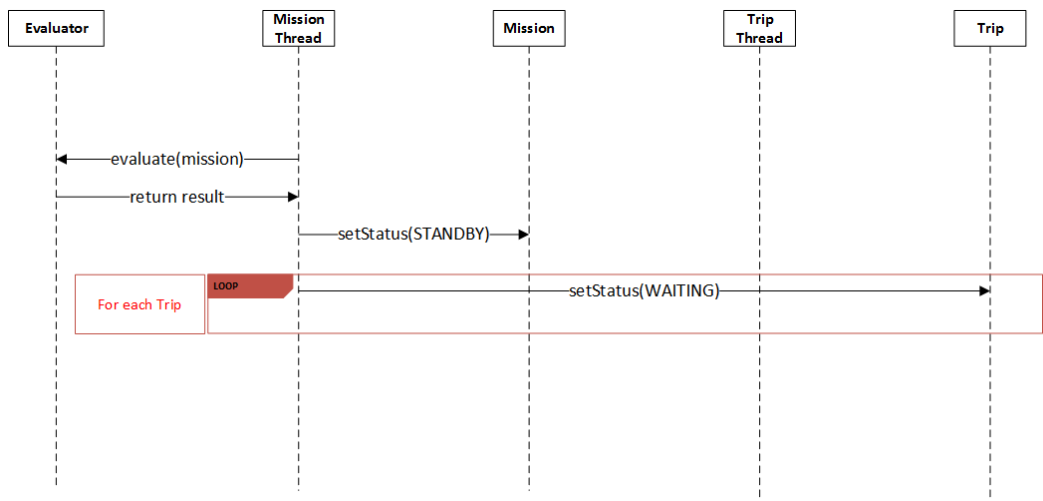 Evaluator
Mission
Thread
Mission
Trip
Thread
Trip
evaluate(mission)
return result
setStatus(STANDBY)
For each Trip
LOOP
setStatus(WAITING)